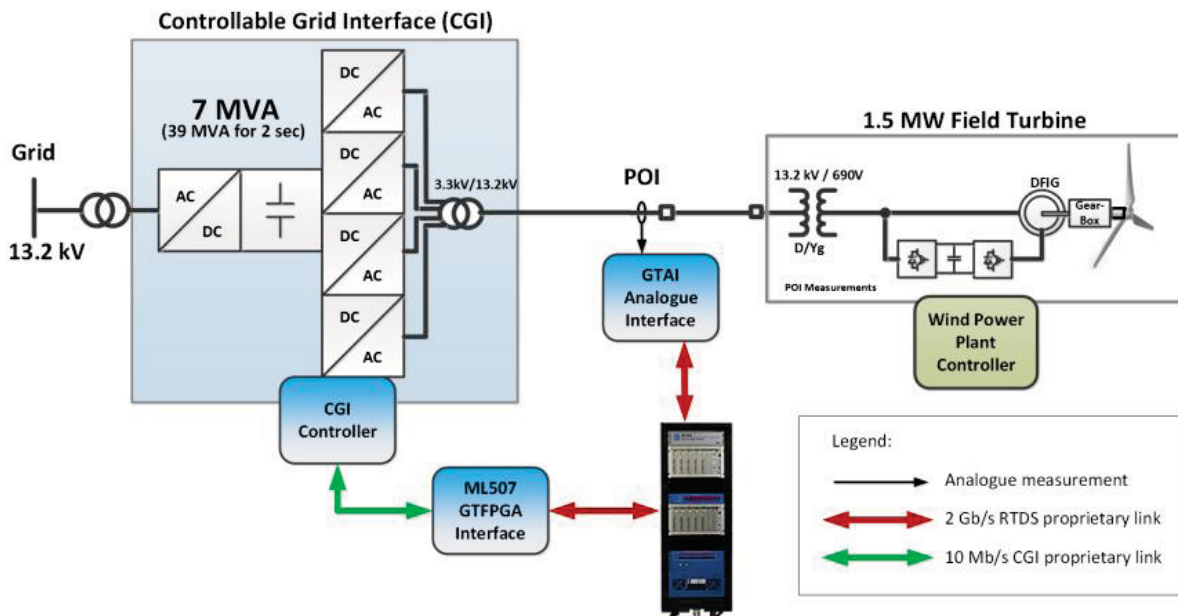 Controllable Grid Interface (CGI)
7 MVA
(39 MVA for 2 sec)
DC
AC
DC
AC
DC
AC
DC
AC
AC
DC
Grid
13.2 kV
3.3kV/13.2kV
CGI
Controller
ML507
GTFPGA
Interface
POI
GTAI
Analogue
Interface
1.5 MW Field Turbine
13.2 kV / 690V
D/Yg
DFIG
Gear-
Box
POI Measurements
Wind Power
Plant
Controller
Legend:
Analogue measurement
2 Gb/s RTDS proprietary link
10 Mb/s CGI proprietary link